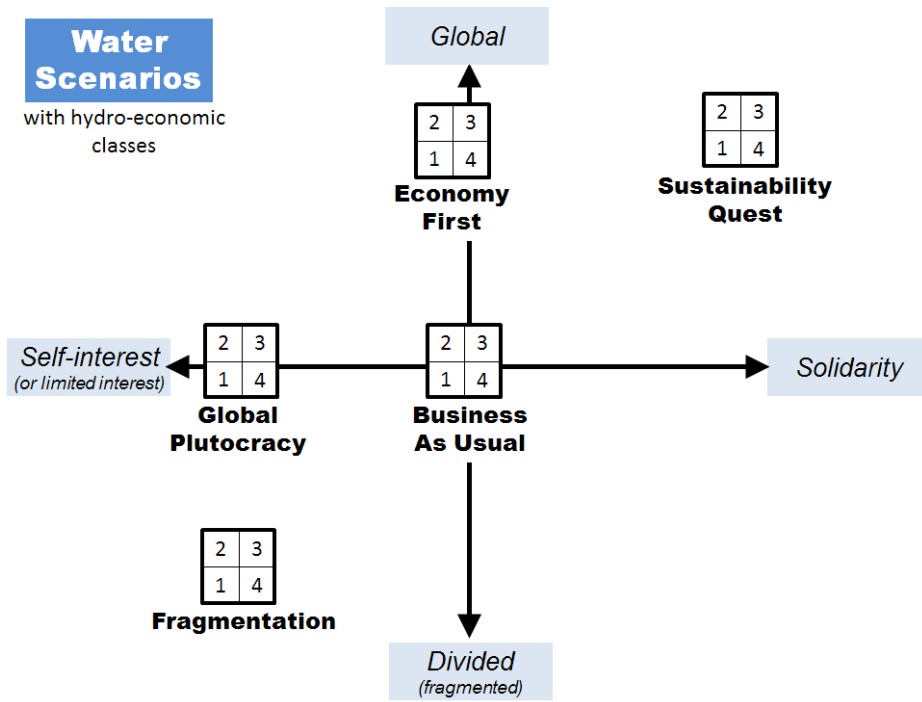 Water
Scenarios
with hydro-economic
classes
Global
2 3
1 4
Economy
First
2 3
1 4
Sustainability
Quest
Self-interest
(or limited interest)
2 3
1 4
Global
Plutocracy
2 3
1 4
Business
As Usual
Solidarity
2 3
1 4
Fragmentation
Divided
(fragmented)